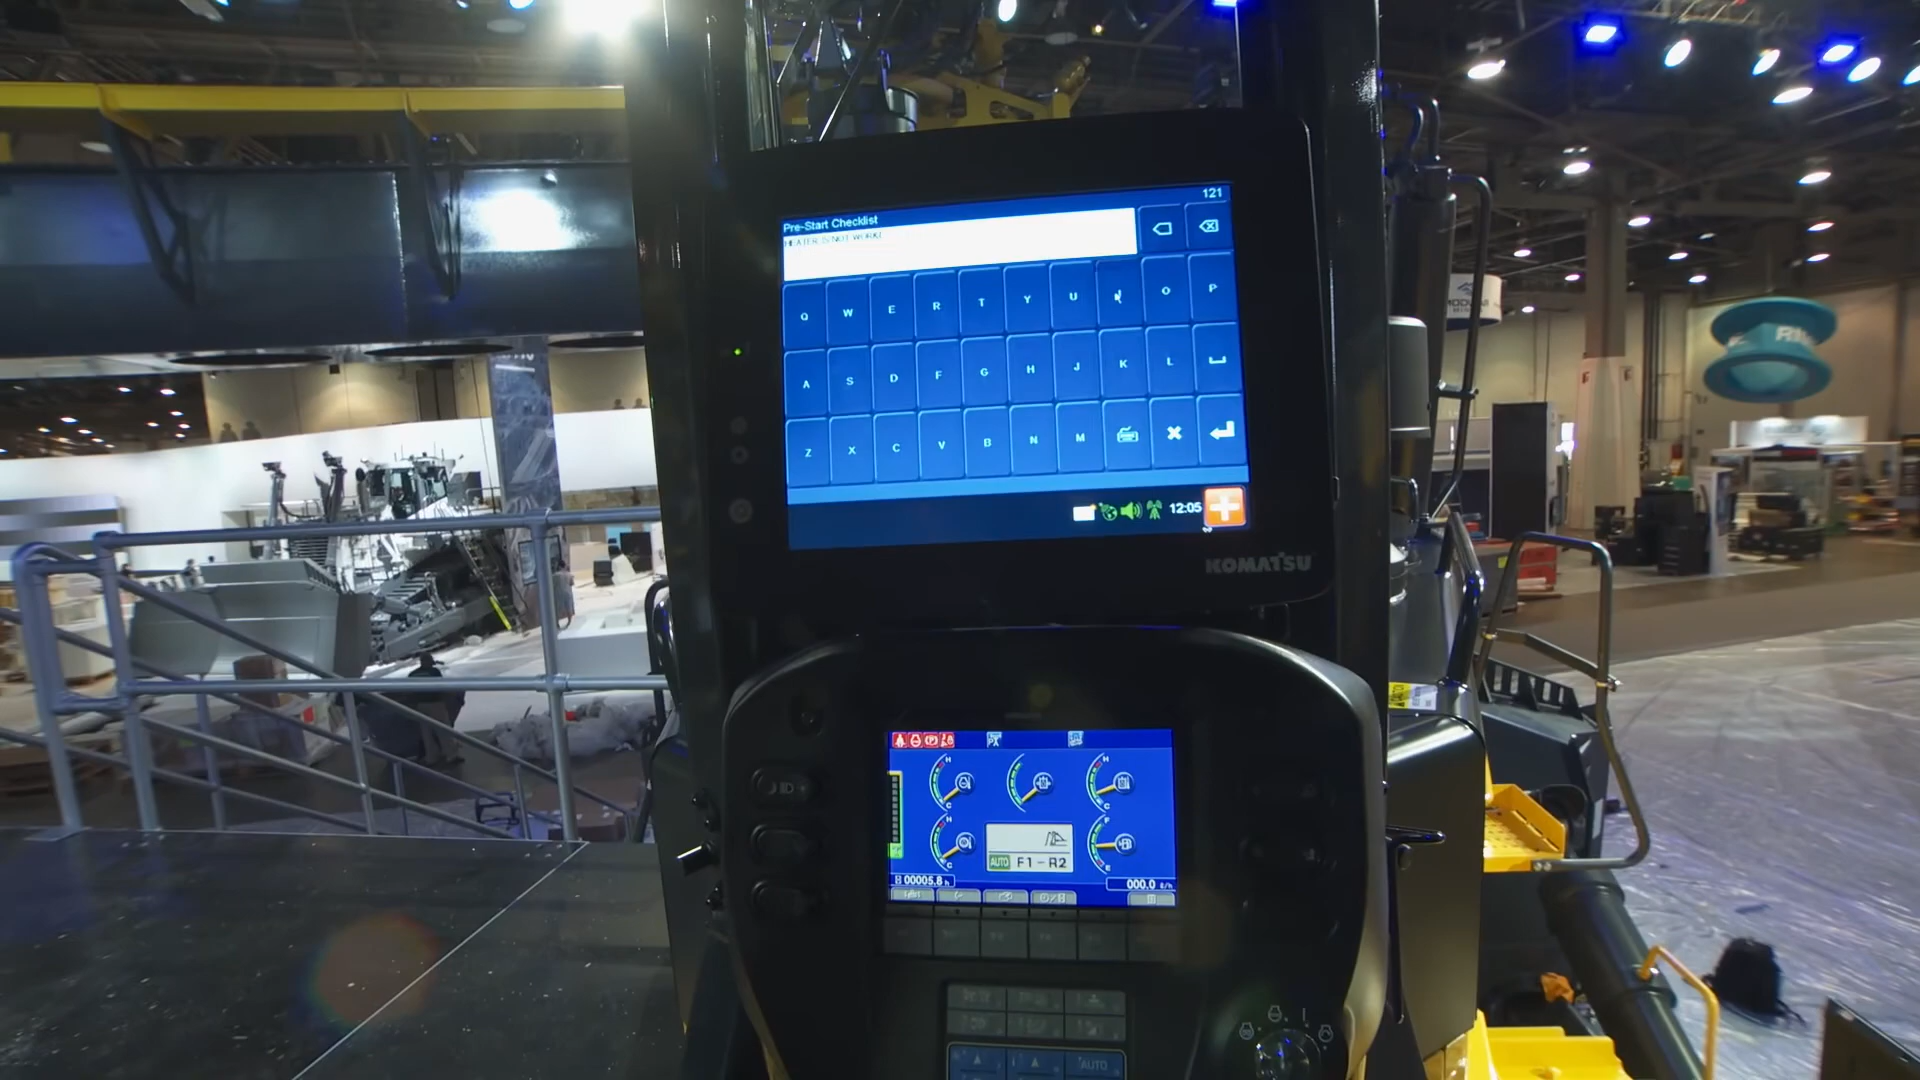 121
Pre-Start Checklist
HEATER IS NOT WORKI
Q W E R T Y U O P
A S D F G H J K L
Z X C V B N M
12:05
KOMATSU
PX
H
H
C
C
H
F
AUTO F1-R2
C
E
00005.8 h
000.0 ℓ/h
AUTO